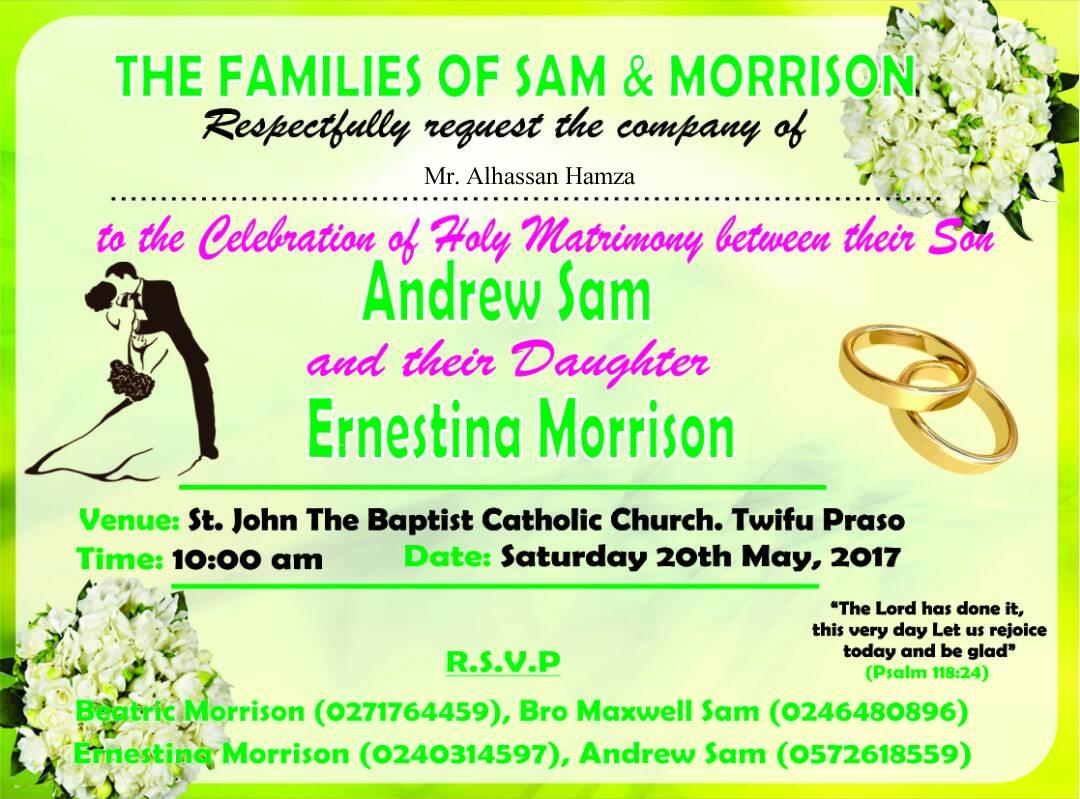 THE FAMILIES OF SAM & MORRISON
Respectfully request the company of
Mr. Alhassan Hamza
to the Celebration of Holy Matrimony between their Son
Andrew Sam
and their Daughter
Ernestina Morrison
Venue: St. John The Baptist Catholic Church. Twifu Praso
Time: 10:00 am Date: Saturday 20th May, 2017
“The Lord has done it,
this very day Let us rejoice
today and be glad”
(Psalm 118:24)
R.S.V.P
Beatric Morrison (0271764459), Bro Maxwell Sam (0246480896)
Ernestina Morrison (0240314597), Andrew Sam (0572618559)